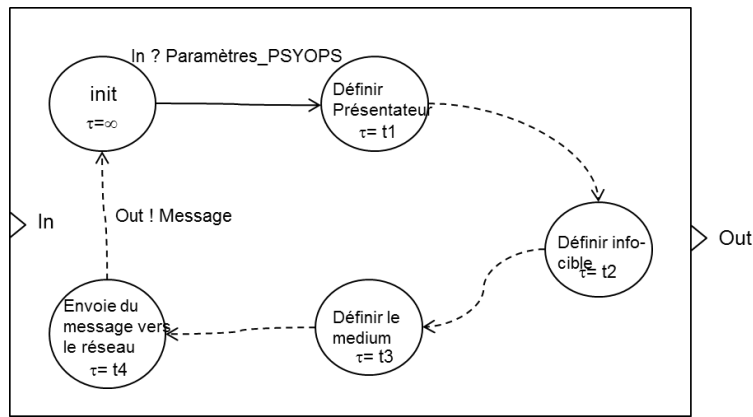 In ? Paramètres_PSYOPS
init
τ=∞
Définir
Présentateur
τ= t1
In
Out ! Message
Définir info-
cible
τ= t2
Out
Envoie du
message vers
le réseau
τ= t4
Définir le
medium
τ= t3